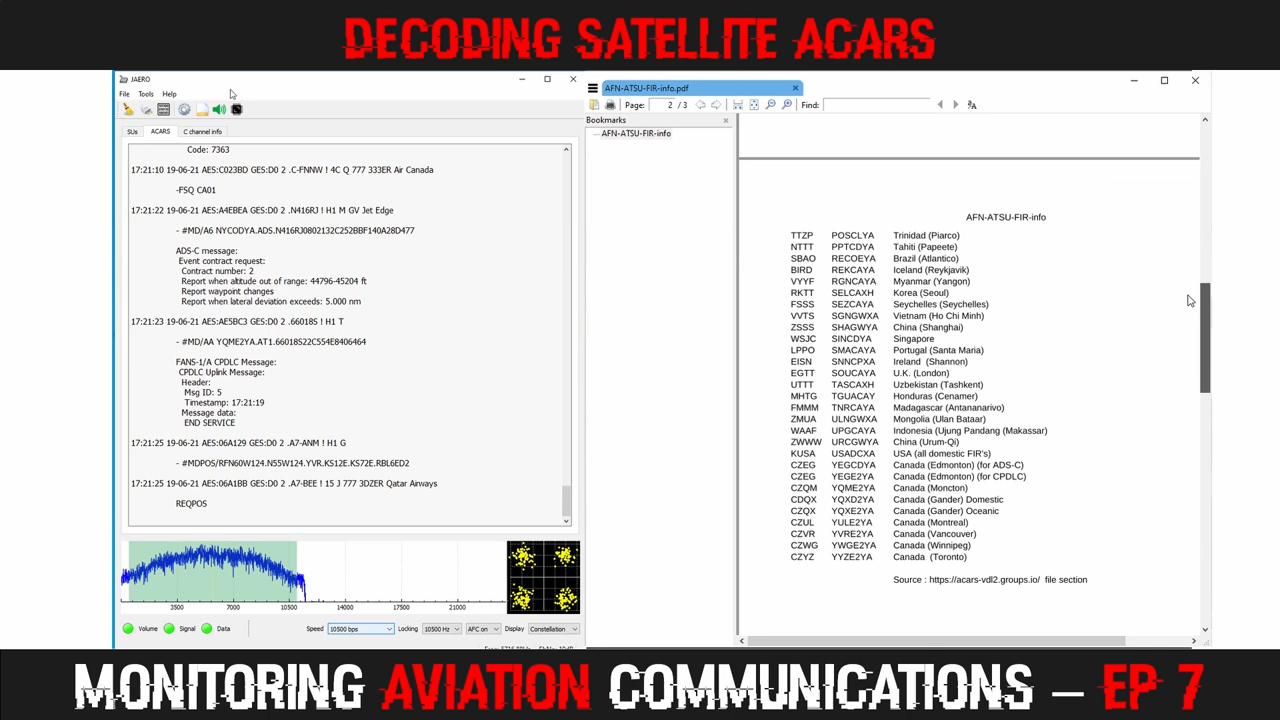 DECODING SATELLITE ACARS
JAERO
File Tools Help
SUs ACARS C channel info
Code: 7363
17:21:10 19-06-21 AES:C023BD GES:D0 2 .C-FNNW ! 4C Q 777 333ER Air Canada
-FSQ CA01
17:21:22 19-06-21 AES:A4EBEA GES:D0 2 .N416RJ ! H1 M GV Jet Edge
- #MD/A6 NYCODYA.ADS.N416RJ0802132C252BBF140A28D477
ADS-C message:
Event contract request:
Contract number: 2
Report when altitude out of range: 44796-45204 ft
Report waypoint changes
Report when lateral deviation exceeds: 5.000 nm
17:21:23 19-06-21 AES:AE5BC3 GES:D0 2 .66018S ! H1 T
- #MD/AA YQME2YA.AT1.66018S22C554E8406464
FANS-1/A CPDLC Message:
CPDLC Uplink Message:
Header:
Msg ID: 5
Timestamp: 17:21:19
Message data:
END SERVICE
17:21:25 19-06-21 AES:06A129 GES:D0 2 .A7-ANM ! H1 G
- #MDPOS/RFN60W124.N55W124.YVR.KS12E.KS72E.RBL6ED2
17:21:25 19-06-21 AES:06A1BB GES:D0 2 .A7-BEE ! 15 J 777 3DZER Qatar Airways
REQPOS
3500 7000 10500 14000 17500 21000
Volume Signal Data Speed 10500 bps Locking 10500 Hz AFC on Display Constellation
AFN-ATSU-FIR-info.pdf
Page: 2 / 3 Find:
Bookmarks
AFN-ATSU-FIR-info
AFN-ATSU-FIR-info
TTZP POSCLYA Trinidad (Piarco)
NTTT PPTCDYA Tahiti (Papeete)
SBAO RECOEYA Brazil (Atlantico)
BIRD REKCAYA Iceland (Reykjavik)
VYYF RGNCAYA Myanmar (Yangon)
RKTT SELCAXH Korea (Seoul)
FSSS SEZCAYA Seychelles (Seychelles)
VVTS SGNGWXA Vietnam (Ho Chi Minh)
ZSSS SHAGWYA China (Shanghai)
WSJC SINCDYA Singapore
LPPO SMACAYA Portugal (Santa Maria)
EISN SNNCPXA Ireland (Shannon)
EGTT SOUCAYA U.K. (London)
UTTT TASCAXH Uzbekistan (Tashkent)
MHTG TGUACAY Honduras (Cenamer)
FMMM TNRCAYA Madagascar (Antananarivo)
ZMUA ULNGWYA Mongolia (Ulan Bataar)
WAAF UPGCAYA Indonesia (Ujung Pandang (Makassar)
ZWWW URCGWYA China (Urum-Qi)
KUSA USADCXA USA (all domestic FIR's)
CZEG YEGCDYA Canada (Edmonton) (for ADS-C)
CZEG YEGE2YA Canada (Edmonton) (for CPDLC)
CZQM YQME2YA Canada (Moncton)
CDQX YQXD2YA Canada (Gander) Domestic
CZQX YQXE2YA Canada (Gander) Oceanic
CZUL YULE2YA Canada (Montreal)
CZVR YVRE2YA Canada (Vancouver)
CZWG YWGE2YA Canada (Winnipeg)
CZYZ YYZE2YA Canada (Toronto)
Source : https://acars-vdl2.groups.io/ file section
MONITORING AVIATION COMMUNICATIONS – EP 7